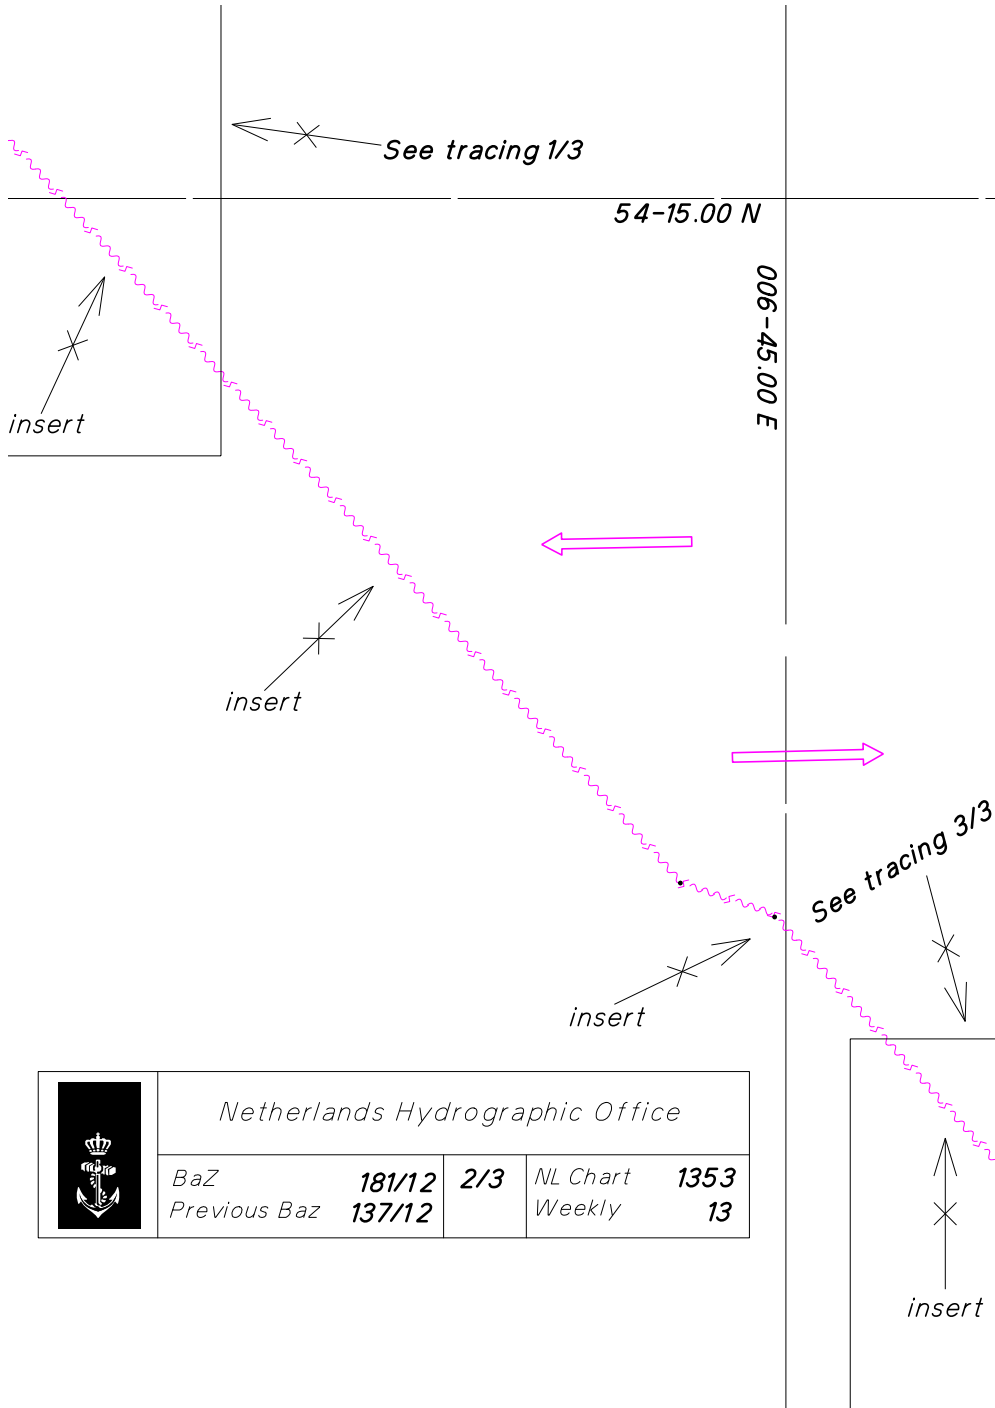 See tracing 1/3
54-15.00 N
006-45.00 E
insert
insert
See tracing 3/3
insert
Netherlands Hydrographic Office
BaZ 181/12 2/3 NL Chart 1353
Previous Baz 137/12 Weekly 13
insert